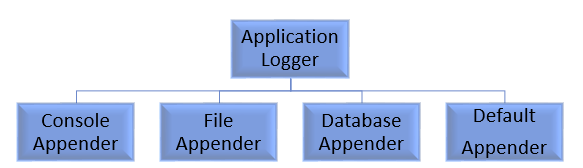 Application
Logger
Console
Appender
File
Appender
Database
Appender
Default
Appender